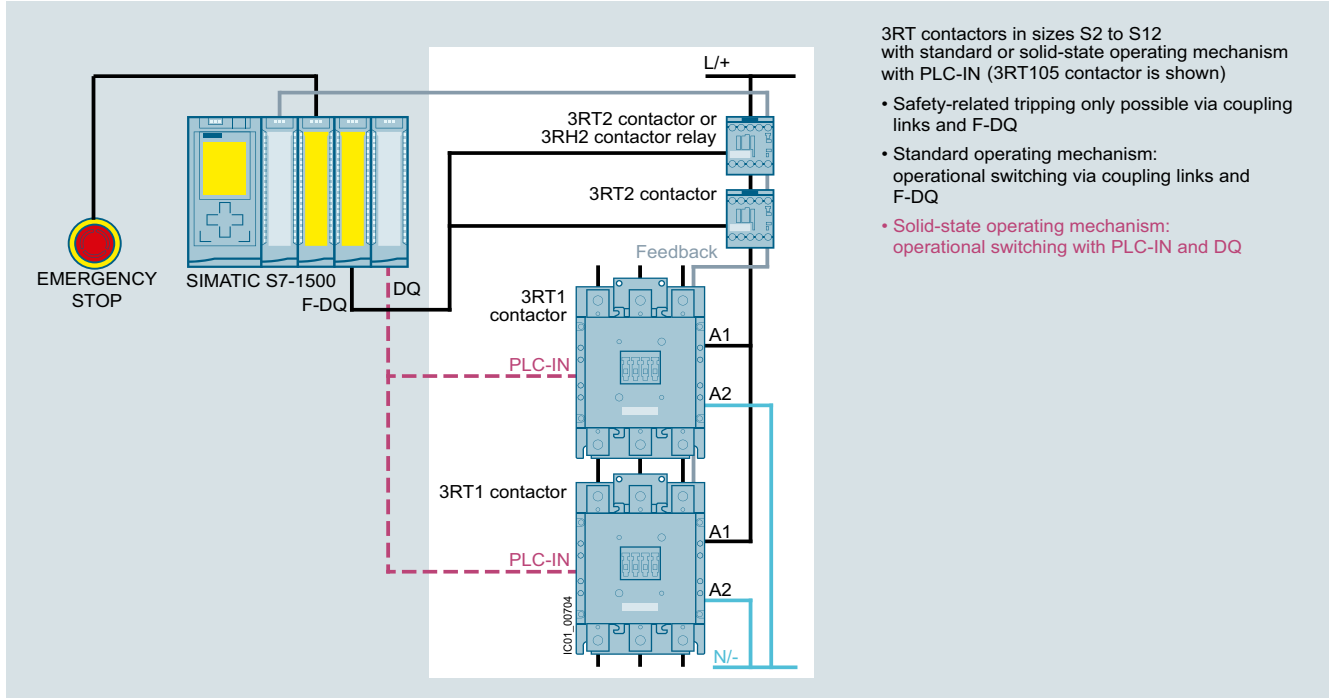 L/+
3RT2 contactor or
3RH2 contactor relay
3RT2 contactor
Feedback
EMERGENCY
STOP
SIMATIC S7-1500
F-DQ
DQ
3RT1
contactor
A1
PLC-IN
A2
3RT1 contactor
A1
PLC-IN
A2
IC01_00704
N/-
3RT contactors in sizes S2 to S12
with standard or solid-state operating mechanism
with PLC-IN (3RT105 contactor is shown)
• Safety-related tripping only possible via coupling
links and F-DQ
• Standard operating mechanism:
operational switching via coupling links and
F-DQ
• Solid-state operating mechanism:
operational switching with PLC-IN and DQ